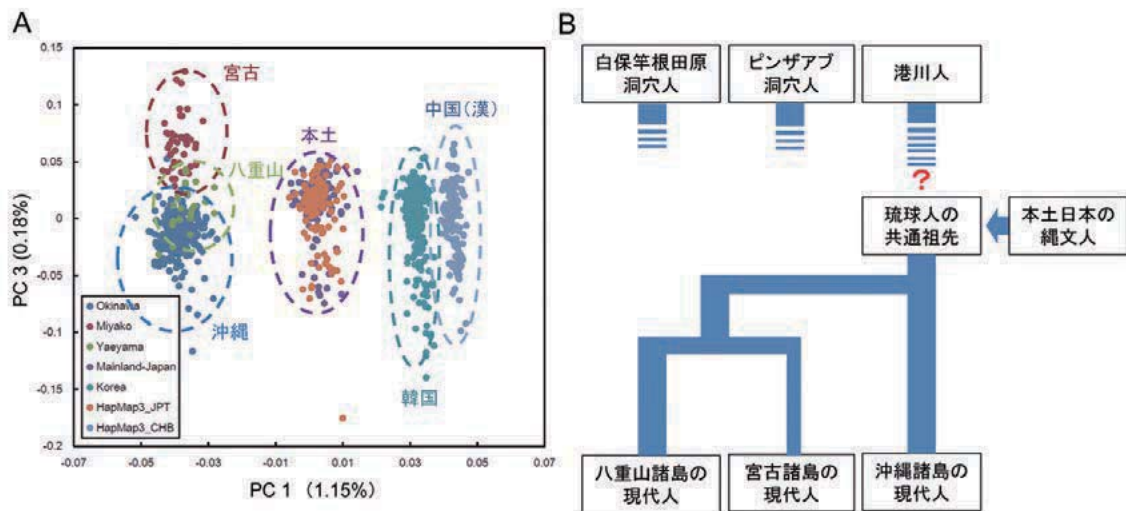 A
0.15
0.1
0.05
0
-0.05
-0.1
-0.15
-0.2
PC 3 (0.18%)
-0.07
-0.05
-0.03
-0.01
0.01
0.03
0.05
0.07
PC 1 (1.15%)
宮古
八重山
沖縄
本土
韓国
中国(漢)
Okinawa
Miyako
Yaeyama
Mainland-Japan
Korea
HapMap3_JPT
HapMap3_CHB
B
白保竿根田原
洞穴人
ピンザアブ
洞穴人
港川人
?
琉球人の
共通祖先
本土日本の
縄文人
八重山諸島の
現代人
宮古諸島の
現代人
沖縄諸島の
現代人